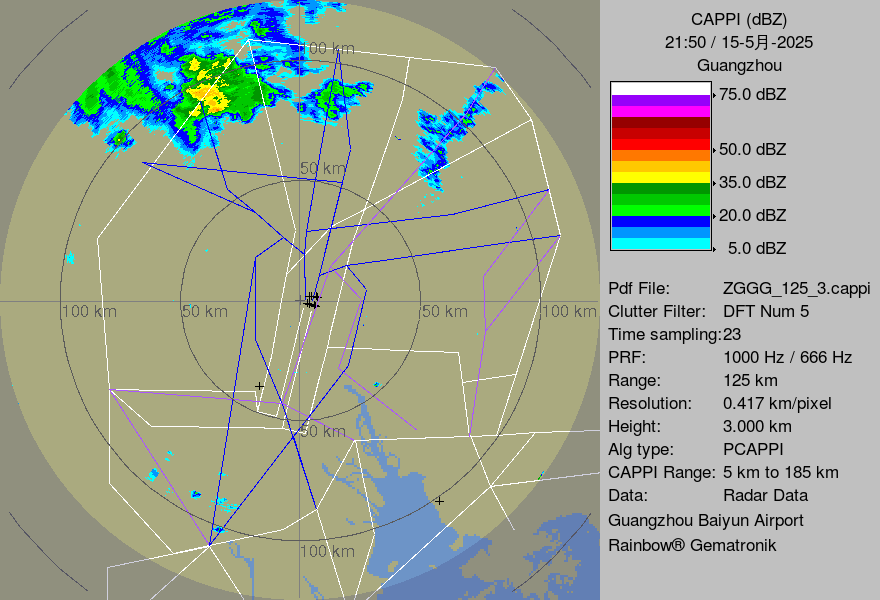 CAPPI (dBZ)
21:50 / 15-5月-2025
Guangzhou
75.0 dBZ
50.0 dBZ
35.0 dBZ
20.0 dBZ
5.0 dBZ
Pdf File: ZGGG_125_3.cappi
Clutter Filter: DFT Num 5
Time sampling:23
PRF: 1000 Hz / 666 Hz
Range: 125 km
Resolution: 0.417 km/pixel
Height: 3.000 km
Alg type: PCAPPI
CAPPI Range: 5 km to 185 km
Data: Radar Data
Guangzhou Baiyun Airport
Rainbow® Gematronik
100 km
50 km
100 km
50 km
50 km
100 km
50 km
100 km